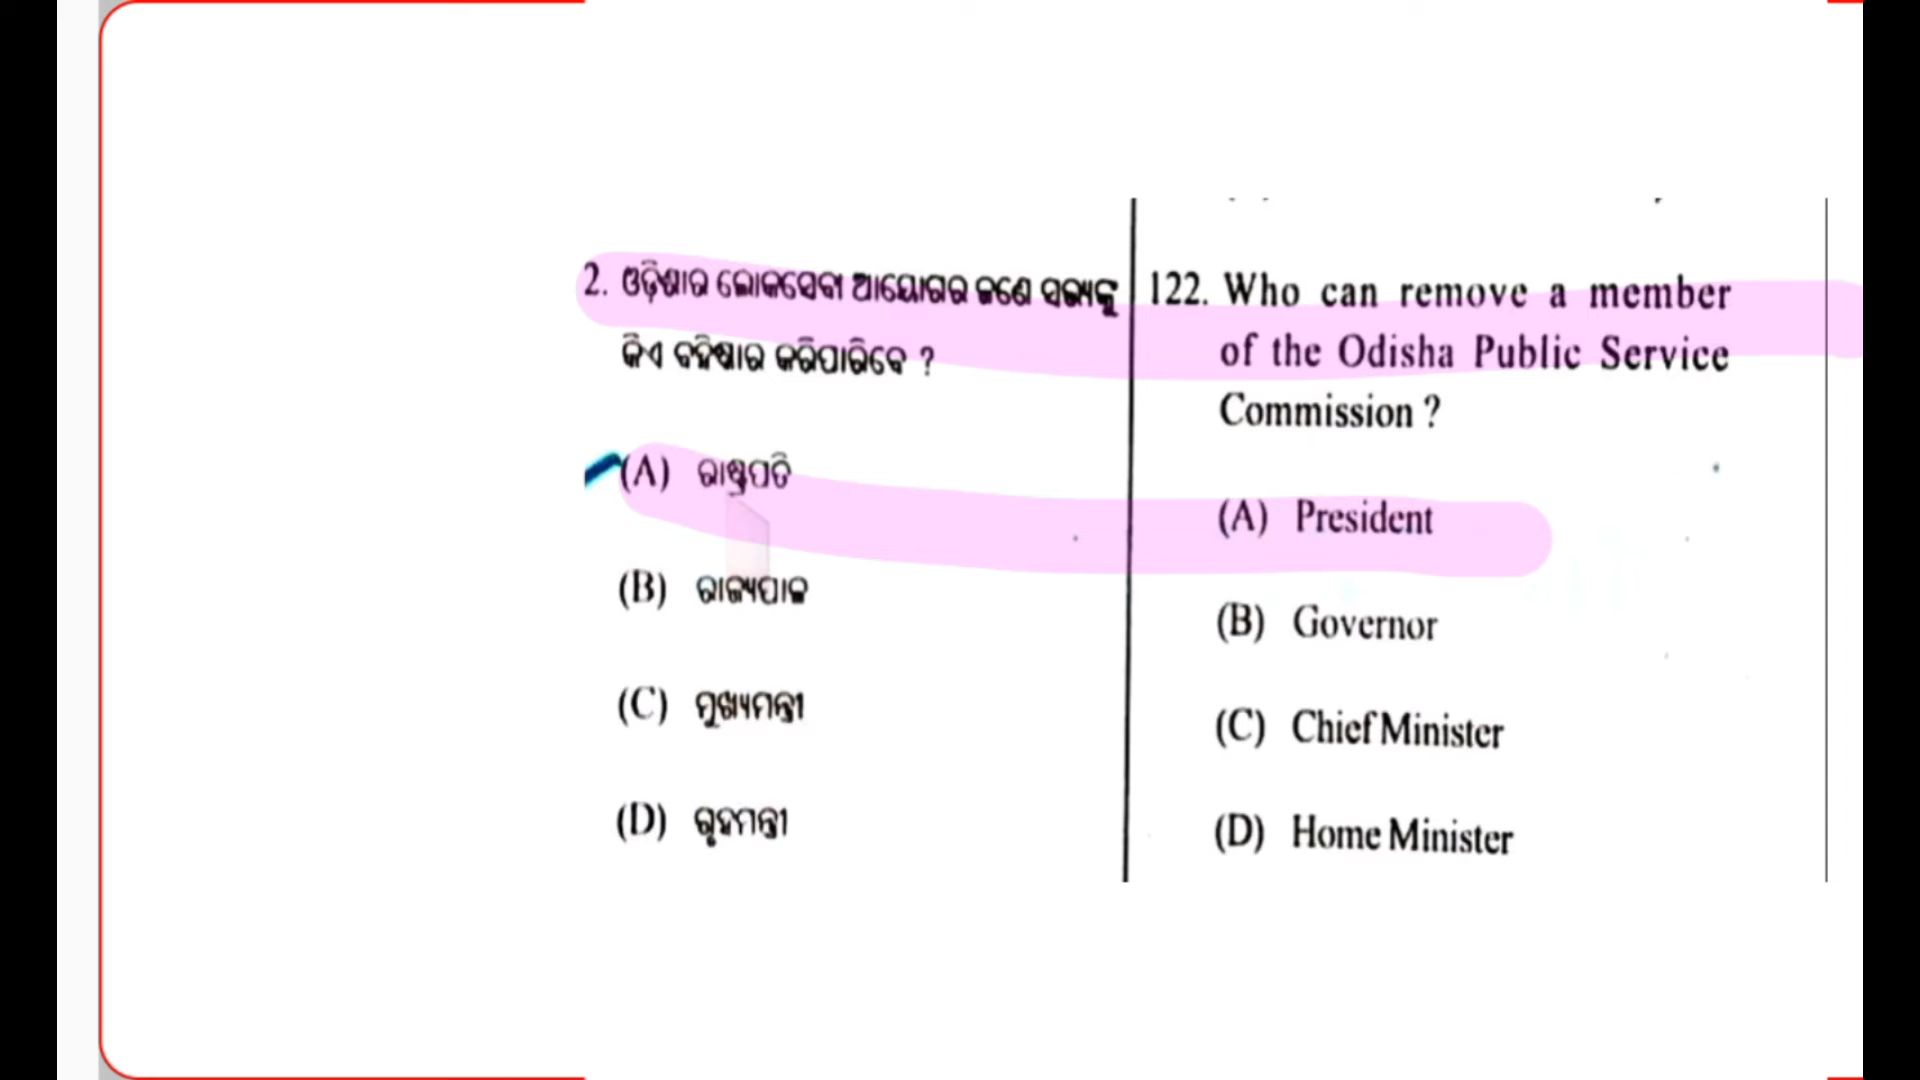 2. ଓଡ଼ିଶାର ଲୋକସେବା ଆୟୋଗର ଜଣେ ସଭ୍ୟଙ୍କୁ
କିଏ ବହିଷ୍କାର କରିପାରିବେ ?
(A) ରାଷ୍ଟ୍ରପତି
(B) ରାଜ୍ୟପାଳ
(C) ମୁଖ୍ୟମନ୍ତ୍ରୀ
(D) ଗୃହମନ୍ତ୍ରୀ
122. Who can remove a member
of the Odisha Public Service
Commission ?
(A) President
(B) Governor
(C) Chief Minister
(D) Home Minister